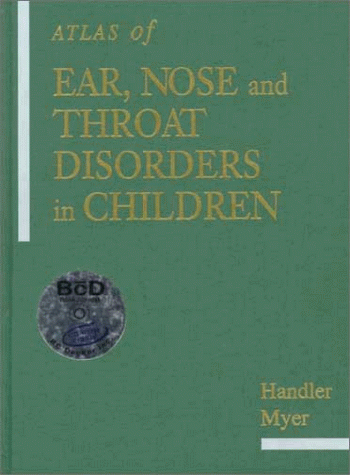 ATLAS of
EAR, NOSE and
THROAT
DISORDERS
in CHILDREN
BCD
Handler
Myer